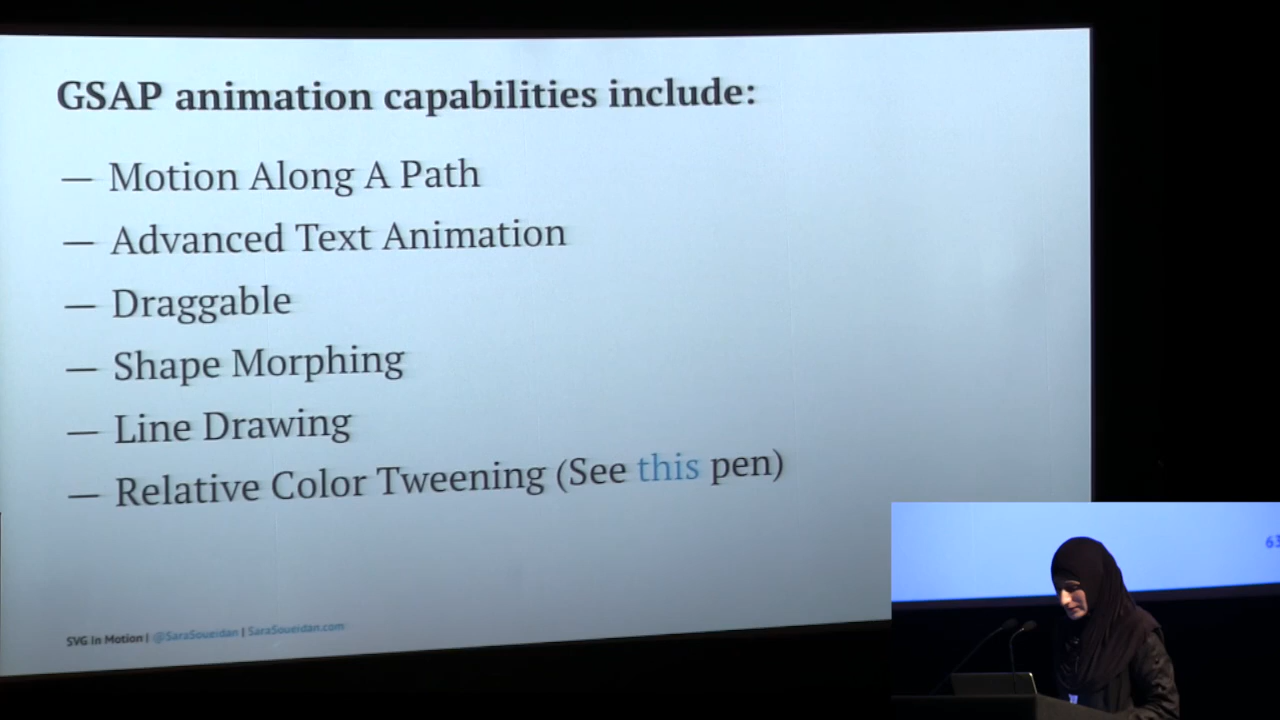 GSAP animation capabilities include:
— Motion Along A Path
— Advanced Text Animation
— Draggable
— Shape Morphing
— Line Drawing
— Relative Color Tweening (See this pen)
SVG In Motion | @SaraSoueidan | SaraSoueidan.com
63